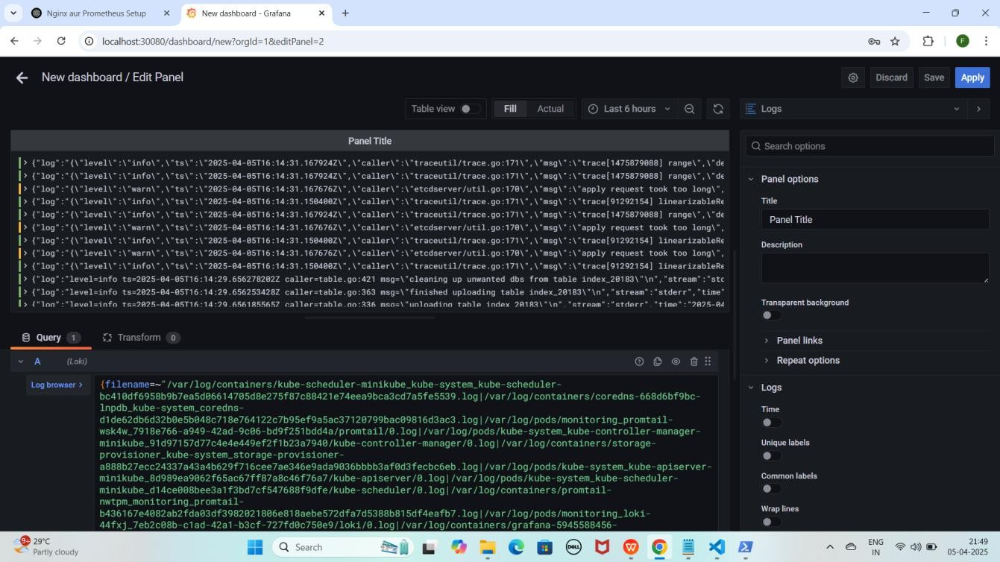 Nginx aur Prometheus Setup
New dashboard - Grafana
localhost:30080/dashboard/new?orgId=1&editPanel=2
F
New dashboard / Edit Panel
Discard
Save
Apply
Table view
Fill
Actual
Last 6 hours
Logs
Panel Title
{"log":"{\"level\":\"info\",\"ts\":\"2025-04-05T16:14:31.167924Z\",\"caller\":\"traceutil/trace.go:171\",\"msg\":\"trace[1475879088] range\",\"de
{"log":"{\"level\":\"info\",\"ts\":\"2025-04-05T16:14:31.167924Z\",\"caller\":\"traceutil/trace.go:171\",\"msg\":\"trace[1475879088] range\",\"de
{"log":"{\"level\":\"warn\",\"ts\":\"2025-04-05T16:14:31.167676Z\",\"caller\":\"etcdserver/util.go:170\",\"msg\":\"apply request took too long\",
{"log":"{\"level\":\"info\",\"ts\":\"2025-04-05T16:14:31.150400Z\",\"caller\":\"traceutil/trace.go:171\",\"msg\":\"trace[91292154] linearizableRe
{"log":"{\"level\":\"info\",\"ts\":\"2025-04-05T16:14:31.167924Z\",\"caller\":\"traceutil/trace.go:171\",\"msg\":\"trace[1475879088] range\",\"de
{"log":"{\"level\":\"warn\",\"ts\":\"2025-04-05T16:14:31.167676Z\",\"caller\":\"etcdserver/util.go:170\",\"msg\":\"apply request took too long\",
{"log":"{\"level\":\"info\",\"ts\":\"2025-04-05T16:14:31.150400Z\",\"caller\":\"traceutil/trace.go:171\",\"msg\":\"trace[91292154] linearizableRe
{"log":"{\"level\":\"warn\",\"ts\":\"2025-04-05T16:14:31.167676Z\",\"caller\":\"etcdserver/util.go:170\",\"msg\":\"apply request took too long\",
{"log":"{\"level\":\"info\",\"ts\":\"2025-04-05T16:14:31.150400Z\",\"caller\":\"traceutil/trace.go:171\",\"msg\":\"trace[91292154] linearizableRe
{"log":"level=info ts=2025-04-05T16:14:29.656278202Z caller=table.go:421 msg=\"cleaning up unwanted dbs from table index_20183\"\n","stream":"std
{"log":"level=info ts=2025-04-05T16:14:29.656253428Z caller=table.go:363 msg=\"finished uploading table index_20183\"\n","stream":"stderr","time"
{"log":"level=info ts=2025-04-05T16:14:29.656185565Z caller=table.go:336 msg=\"uploading table index_20183\"\n","stream":"stderr","time":"2025-04
Query 1
Transform 0
A (Loki)
Log browser >
{filename=~"/var/log/containers/kube-scheduler-minikube_kube-system_kube-scheduler-
bc410df6958b9b7ea5d06614705d8e275f87c88421e74eea9bca3cd7a5fe5539.log|/var/log/containers/coredns-668d6bf9bc-
lnpdb_kube-system_coredns-
d1de62db6d32b0e5b048c718e764122c7b95ef9a5ac37120799bac09816d3ac3.log|/var/log/pods/monitoring_promtail-
wsk4w_7918e766-a949-42ad-9c06-bd9f251bdd4a/promtail/0.log|/var/log/pods/kube-system_kube-controller-manager-
minikube_91d97157d77c4e4e449ef2f1b23a7940/kube-controller-manager/0.log|/var/log/containers/storage-
provisioner_kube-system_storage-provisioner-
a888b27ecc24337a43a4b629f716cee7ae346e9ada9036bbbb3af0d3fecbc6eb.log|/var/log/pods/kube-system_kube-apiserver-
minikube_8d989ea9062f65ac67ff87a8c46f76a7/kube-apiserver/0.log|/var/log/pods/kube-system_kube-scheduler-
minikube_d14ce008bee3a1f3bd7cf547688f9dfe/kube-scheduler/0.log|/var/log/containers/promtail-
nwtpm_monitoring_promtail-
b436167e4082ab2fda03df3982021806e818aebe572dfa7d5388b815df4eafb7.log|/var/log/pods/monitoring_loki-
44fxj_7eb2c08b-c1ad-42a1-b3cf-727fd0c750e9/loki/0.log|/var/log/containers/grafana-5945588456-
Search options
Panel options
Title
Panel Title
Description
Transparent background
Panel links
Repeat options
Logs
Time
Unique labels
Common labels
Wrap lines
9+
29°C
Partly cloudy
Search
DELL
ENG
IN
21:49
05-04-2025